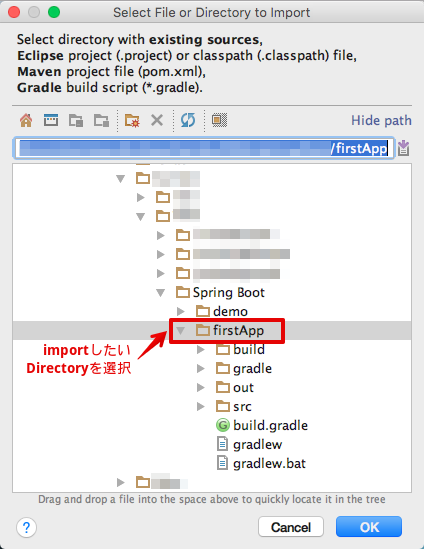 Select File or Directory to Import
Select directory with existing sources,
Eclipse project (.project) or classpath (.classpath) file,
Maven project file (pom.xml),
Gradle build script (*.gradle).
Hide path
/firstApp
Spring Boot
demo
firstApp
importしたい
Directoryを選択
build
gradle
out
src
G
build.gradle
gradlew
gradlew.bat
Drag and drop a file into the space above to quickly locate it in the tree
?
Cancel
OK